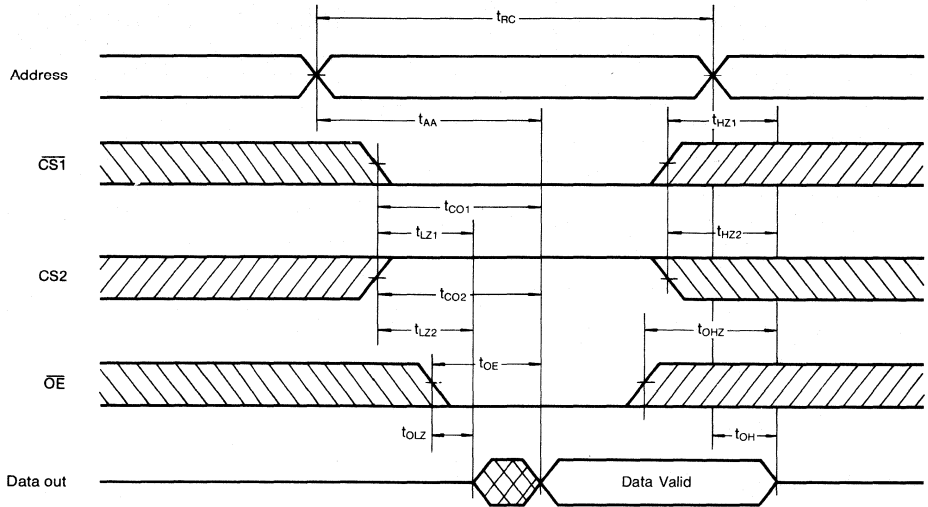 tRC
Address
tAA
tHZ1
CS1
tCO1
tLZ1
tHZ2
CS2
tCO2
tLZ2
tOHZ
tOE
OE
tOLZ
tOH
Data out
Data Valid